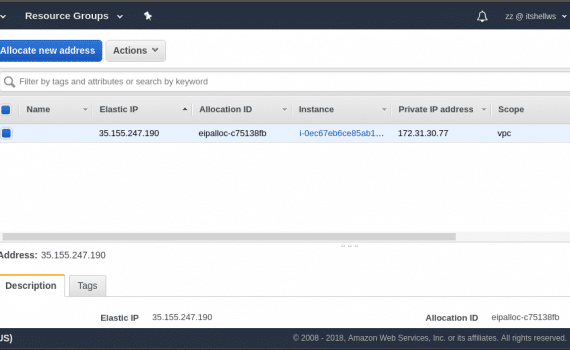 Resource Groups zz @ itshellws
Allocate new address Actions
Filter by tags and attributes or search by keyword
Name Elastic IP Allocation ID Instance Private IP address Scope
35.155.247.190 eipalloc-c75138fb i-0ec67eb6ce85ab1... 172.31.30.77 vpc
Address: 35.155.247.190
Description Tags
Elastic IP 35.155.247.190 Allocation ID eipalloc-c75138fb
US) © 2008 - 2018, Amazon Web Services, Inc. or its affiliates. All rights reserved.